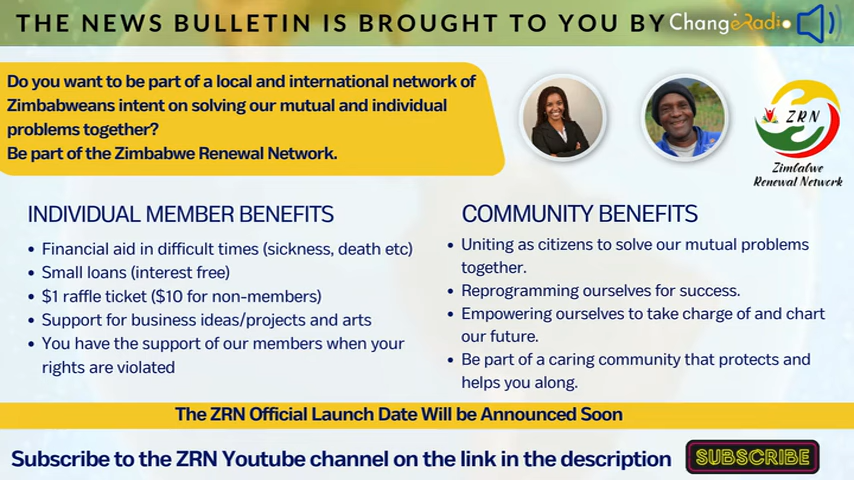 THE NEWS BULLETIN IS BROUGHT TO YOU BY ChangeRadio
Do you want to be part of a local and international network of
Zimbabweans intent on solving our mutual and individual
problems together?
Be part of the Zimbabwe Renewal Network.
ZRN
Zimbabwe
Renewal Network
INDIVIDUAL MEMBER BENEFITS
• Financial aid in difficult times (sickness, death etc)
• Small loans (interest free)
• $1 raffle ticket ($10 for non-members)
• Support for business ideas/projects and arts
• You have the support of our members when your
rights are violated
COMMUNITY BENEFITS
• Uniting as citizens to solve our mutual problems
together.
• Reprogramming ourselves for success.
• Empowering ourselves to take charge of and chart
our future.
• Be part of a caring community that protects and
helps you along.
The ZRN Official Launch Date Will be Announced Soon
Subscribe to the ZRN Youtube channel on the link in the description
SUBSCRIBE